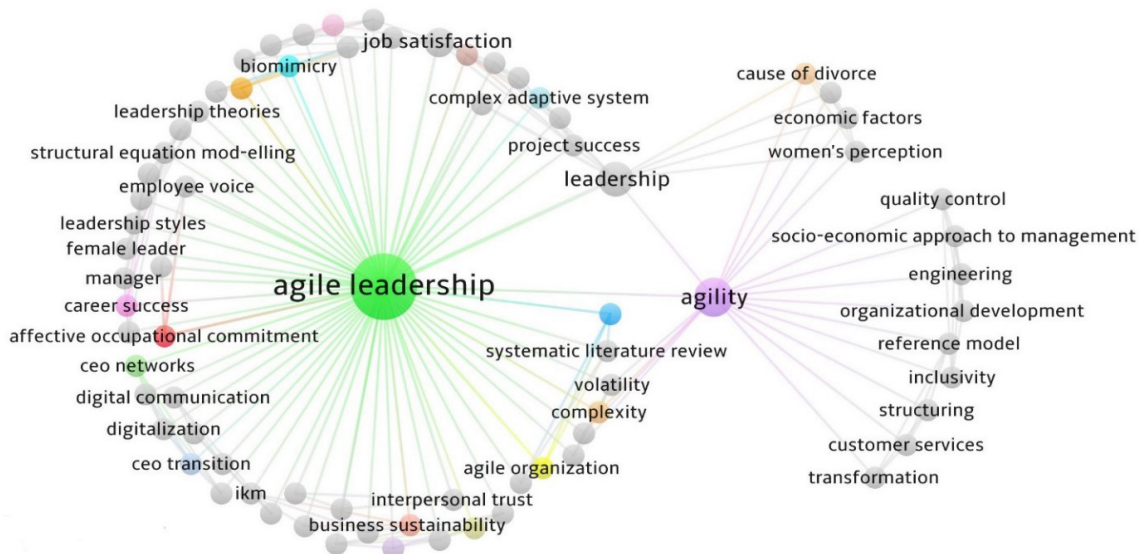 job satisfaction
biomimicry
cause of divorce
leadership theories
complex adaptive system
economic factors
structural equation mod-elling
project success
women's perception
employee voice
leadership
quality control
leadership styles
socio-economic approach to management
female leader
manager
agile leadership
agility
engineering
career success
organizational development
affective occupational commitment
systematic literature review
reference model
ceo networks
volatility
inclusivity
digital communication
complexity
structuring
digitalization
customer services
ceo transition
agile organization
transformation
ikm
interpersonal trust
business sustainability